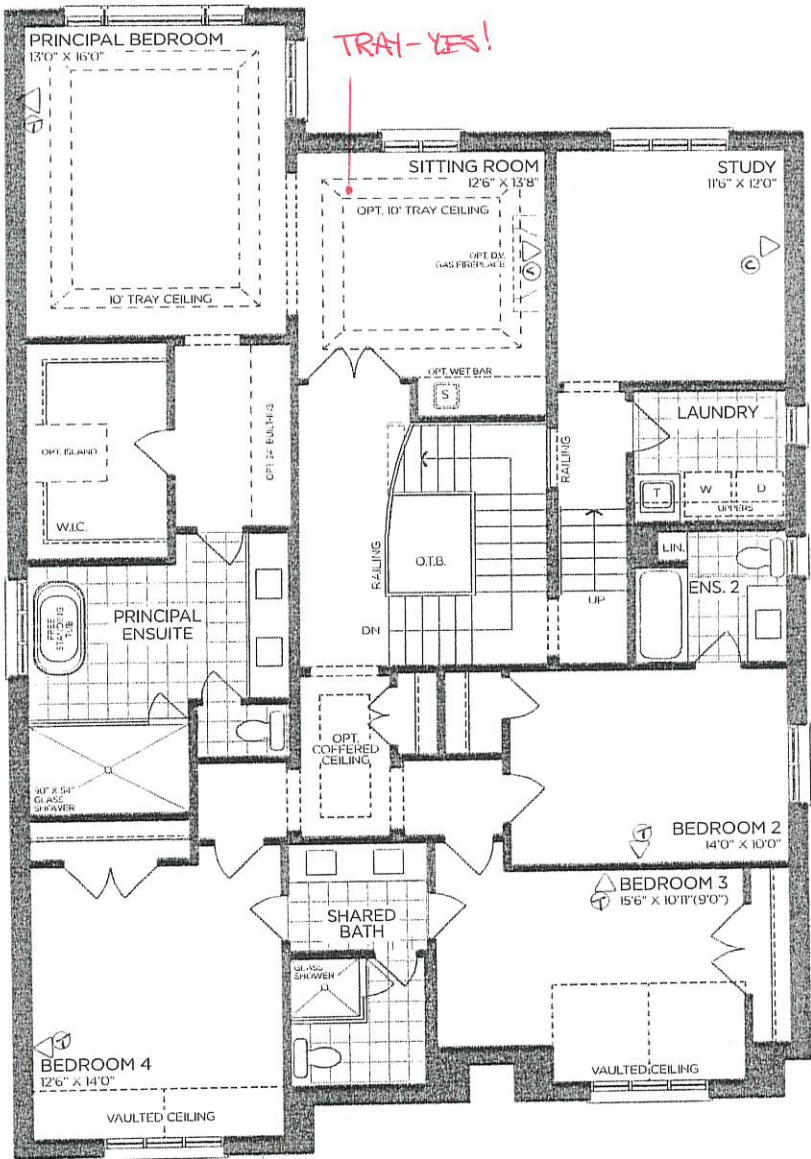 TRAY-YES!
PRINCIPAL BEDROOM
13'0" X 16'0"
T
10' TRAY CEILING
SITTING ROOM
12'6" X 13'8"
OPT. 10' TRAY CEILING
OPT. D.V.
GAS FIREPLACE
OPT. WET BAR
S
STUDY
11'6" X 12'0"
C
OPT. ISLAND
W.I.C.
OPT. 24" BUILT-INS
RAILING
O.T.B.
DN
RAILING
UP
LAUNDRY
T
W
D
UPPERS
LIN.
ENS. 2
FREE
STANDING
TUB
PRINCIPAL
ENSUITE
OPT.
COFFERED
CEILING
GLASS
SHOWER
BEDROOM 2
14'0" X 10'0"
T
BEDROOM 3
15'6" X 10'11"(9'0")
T
SHARED
BATH
GLASS
SHOWER
T
BEDROOM 4
12'6" X 14'0"
VAULTED CEILING
VAULTED CEILING